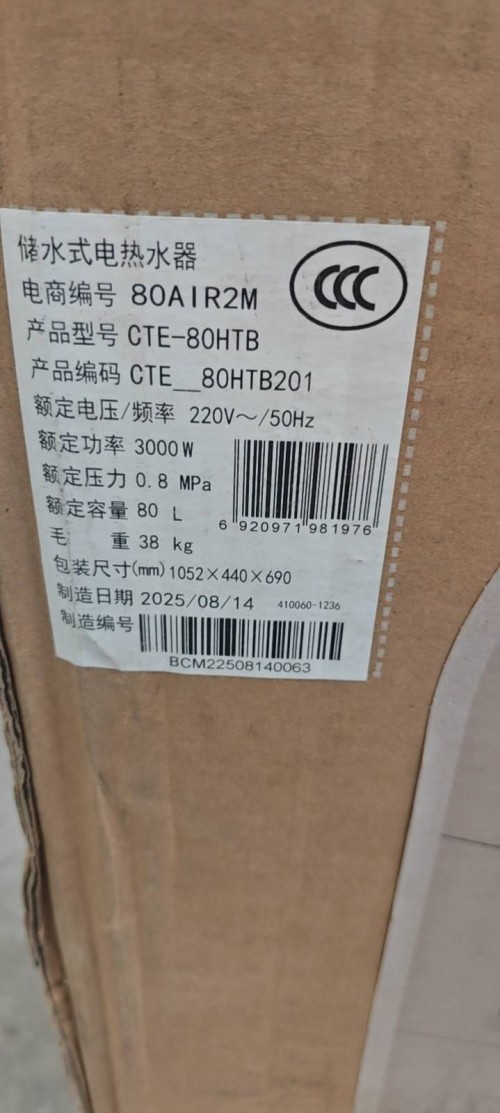 储水式电热水器
CCC
电商编号 80AIR2M
产品型号 CTE-80HTB
产品编码 CTE__80HTB201
额定电压/频率 220V～/50Hz
额定功率 3000W
额定压力 0.8 MPa
额定容量 80 L
6 920971 981976
毛 重 38 kg
包装尺寸(mm) 1052×440×690
制造日期 2025/08/14 410060-1236
制造编号
BCM22508140063